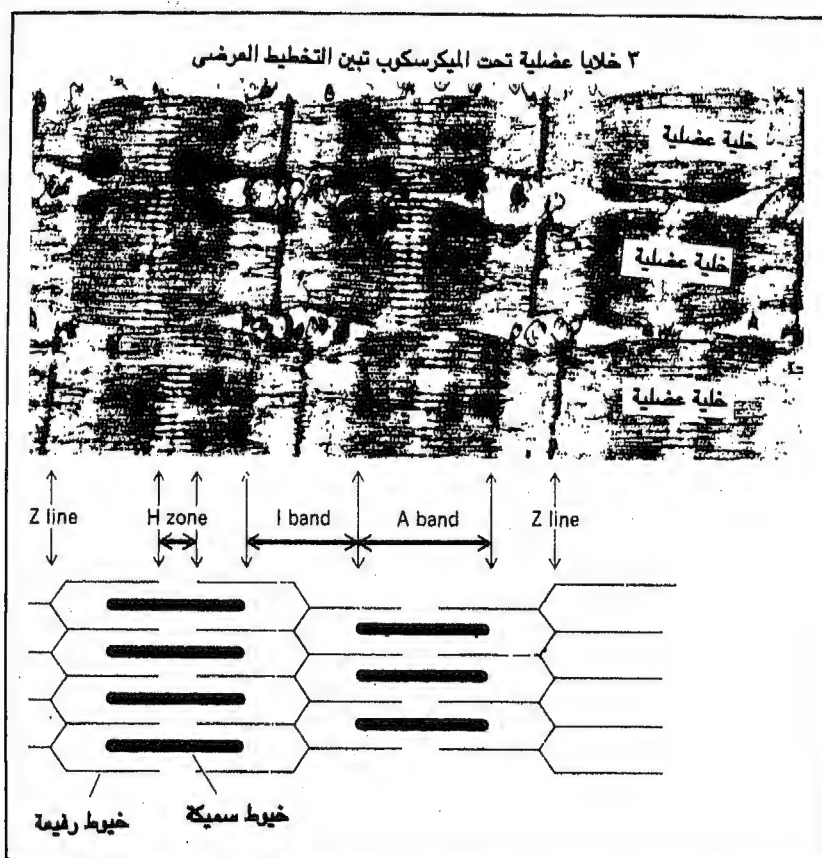 ٣ خلايا عضلية تحت الميكرسكوب تبين التخطيط العرضى
خلية عضلية
خلية عضلية
خلية عضلية
Z line H zone I band A band Z line
خيوط رفيعة خيوط سميكة